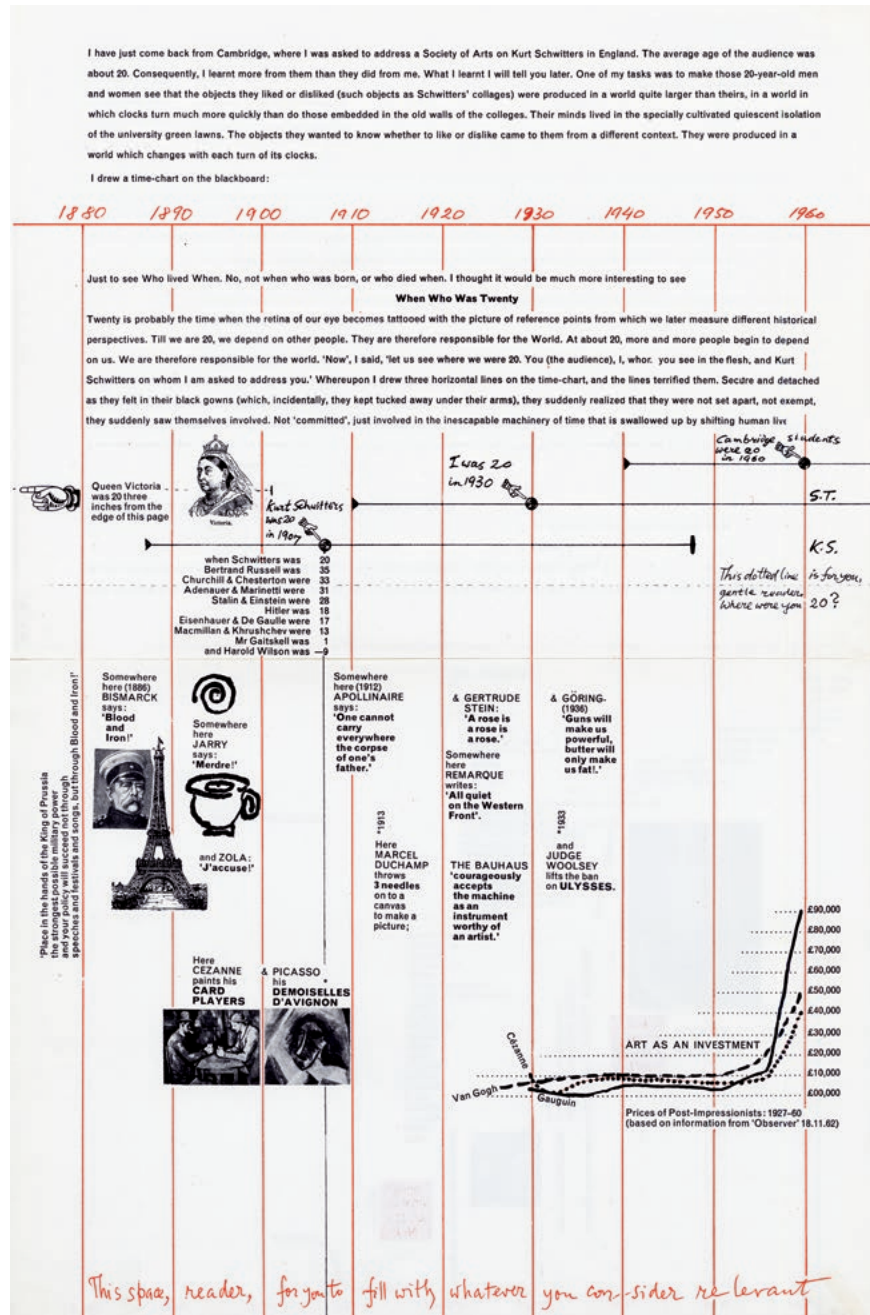 I have just come back from Cambridge, where I was asked to address a Society of Arts on Kurt Schwitters in England. The average age of the audience was
about 20. Consequently, I learnt more from them than they did from me. What I learnt I will tell you later. One of my tasks was to make those 20-year-old men
and women see that the objects they liked or disliked (such objects as Schwitters' collages) were produced in a world quite larger than theirs, in a world in
which clocks turn much more quickly than do those embedded in the old walls of the colleges. Their minds lived in the specially cultivated quiescent isolation
of the university green lawns. The objects they wanted to know whether to like or dislike came to them from a different context. They were produced in a
world which changes with each turn of its clocks.
I drew a time-chart on the blackboard:
1880 1890 1900 1910 1920 1930 1940 1950 1960
Just to see Who lived When. No, not when who was born, or who died when. I thought it would be much more interesting to see
When Who Was Twenty
Twenty is probably the time when the retina of our eye becomes tattooed with the picture of reference points from which we later measure different historical
perspectives. Till we are 20, we depend on other people. They are therefore responsible for the World. At about 20, more and more people begin to depend
on us. We are therefore responsible for the world. 'Now', I said, 'let us see where we were 20. You (the audience), I, whor. you see in the flesh, and Kurt
Schwitters on whom I am asked to address you.' Whereupon I drew three horizontal lines on the time-chart, and the lines terrified them. Secure and detached
as they felt in their black gowns (which, incidentally, they kept tucked away under their arms), they suddenly realized that they were not set apart, not exempt,
they suddenly saw themselves involved. Not 'committed', just involved in the inescapable machinery of time that is swallowed up by shifting human live
Cambridge students
were 20
in 1960
I was 20
in 1930
Queen Victoria
was 20 three
inches from the
edge of this page
Victoria.
Kurt Schwitters
was 20
in 1907
S.T.
K.S.
when Schwitters was 20
Bertrand Russell was 35
Churchill & Chesterton were 33
Adenauer & Marinetti were 31
Stalin & Einstein were 28
Hitler was 18
Eisenhauer & De Gaulle were 17
Macmillan & Khrushchev were 13
Mr Gaitskell was 1
and Harold Wilson was —9
This dotted line is for you,
gentle reader,
where were you 20?
'Place in the hands of the King of Prussia
the strongest possible military power
and your policy will succeed not through
speeches and festivals and songs, but through Blood and Iron!'
Somewhere
here (1886)
BISMARCK
says:
'Blood
and
Iron!'
Somewhere
here
JARRY
says:
'Merdre!'
and ZOLA:
'J'accuse!'
Here
CEZANNE
paints his
CARD
PLAYERS
& PICASSO
his *
DEMOISELLES
D'AVIGNON
Somewhere
here (1912)
APOLLINAIRE
says:
'One cannot
carry
everywhere
the corpse
of one's
father.'
*1913
Here
MARCEL
DUCHAMP
throws
3 needles
on to a
canvas
to make a
picture;
& GERTRUDE
STEIN:
'A rose is
a rose is
a rose.'
Somewhere
here
REMARQUE
writes:
'All quiet
on the Western
Front'.
THE BAUHAUS
'courageously
accepts
the machine
as an
instrument
worthy of
an artist.'
& GÖRING-
(1936)
'Guns will
make us
powerful,
butter will
only make
us fat!.'
*1933
and
JUDGE
WOOLSEY
lifts the ban
on ULYSSES.
£90,000
£80,000
£70,000
£60,000
£50,000
£40,000
£30,000
£20,000
£10,000
£00,000
ART AS AN INVESTMENT
Cézanne
Van Gogh
Gauguin
Prices of Post-Impressionists: 1927-60
(based on information from 'Observer' 18.11.62)
This space, reader, for you to fill with whatever you con-sider relevant